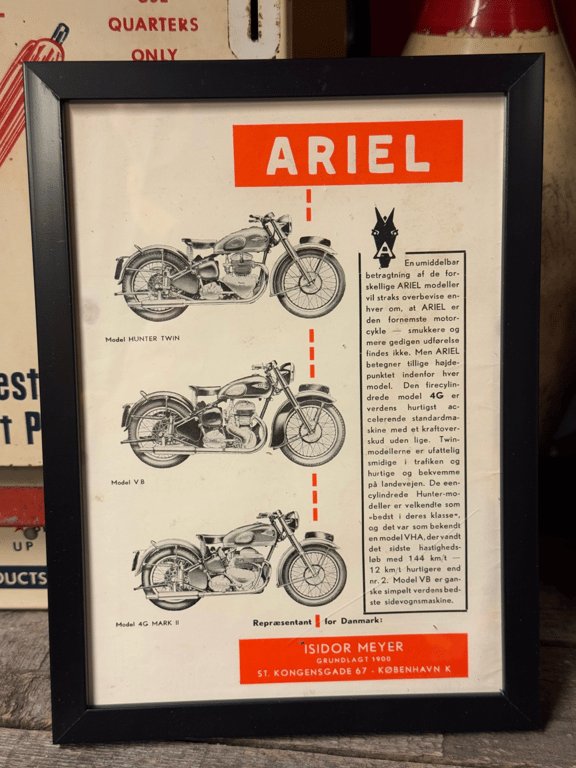 QUARTERS
ONLY
ARIEL
A
En umiddelbar
betragtning af de for-
skellige ARIEL modeller
vil straks overbevise en-
hver om, at ARIEL er
den fornemste motor-
cykle — smukkere og
mere gedigen udførelse
findes ikke. Men ARIEL
betegner tillige højde-
punktet indenfor hver
model. Den firecylin-
drede model 4G er
verdens hurtigst ac-
celerende standardma-
skine med et kraftover-
skud uden lige. Twin-
modellerne er ufattelig
smidige i trafiken og
hurtige og bekvemme
på landevejen. De een-
cylindrede Hunter-mo-
deller er velkendte som
»bedst i deres klasse«,
og det var som bekendt
en model VHA, der vandt
det sidste hastigheds-
løb med 144 km/t —
12 km/t hurtigere end
nr. 2. Model VB er gan-
ske simpelt verdens bed-
ste sidevognsmaskine.
Model HUNTER TWIN
Model VB
Model 4G MARK II
Repræsentant for Danmark:
ISIDOR MEYER
GRUNDLAGT 1900
ST. KONGENSGADE 67 - KØBENHAVN K
est
t P
UP
DUCTS